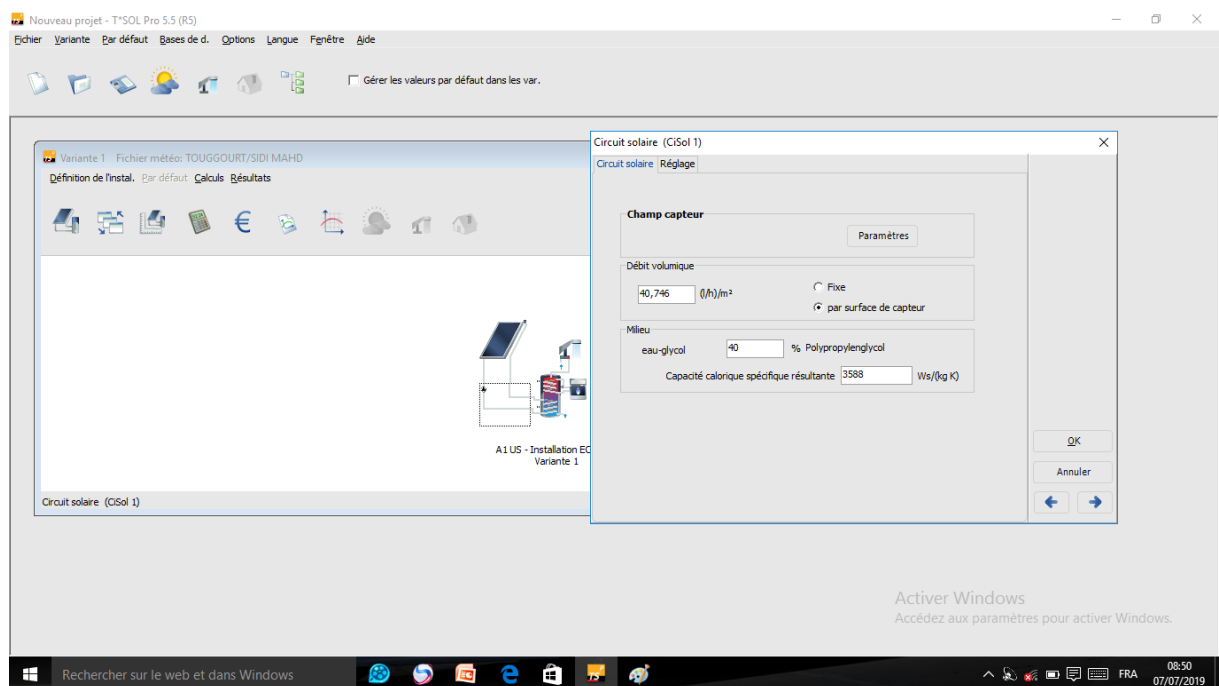 Nouveau projet - T*SOL Pro 5.5 (R5)
Fichier Variante Par défaut Bases de d. Options Langue Fenêtre Aide
Gérer les valeurs par défaut dans les var.
Variante 1 Fichier météo: TOUGGOURT/SIDI MAHD
Définition de l'instal. Par défaut Calculs Résultats
A1 US - Installation EC
Variante 1
Circuit solaire (CiSol 1)
Circuit solaire (CiSol 1)
Circuit solaire Réglage
Champ capteur
Paramètres
Débit volumique
40,746 (l/h)/m²
Fixe
par surface de capteur
Milieu
eau-glycol 40 % Polypropylenglycol
Capacité calorique spécifique résultante 3588 Ws/(kg K)
OK
Annuler
Activer Windows
Accédez aux paramètres pour activer Windows.
Rechercher sur le web et dans Windows
FRA
08:50
07/07/2019